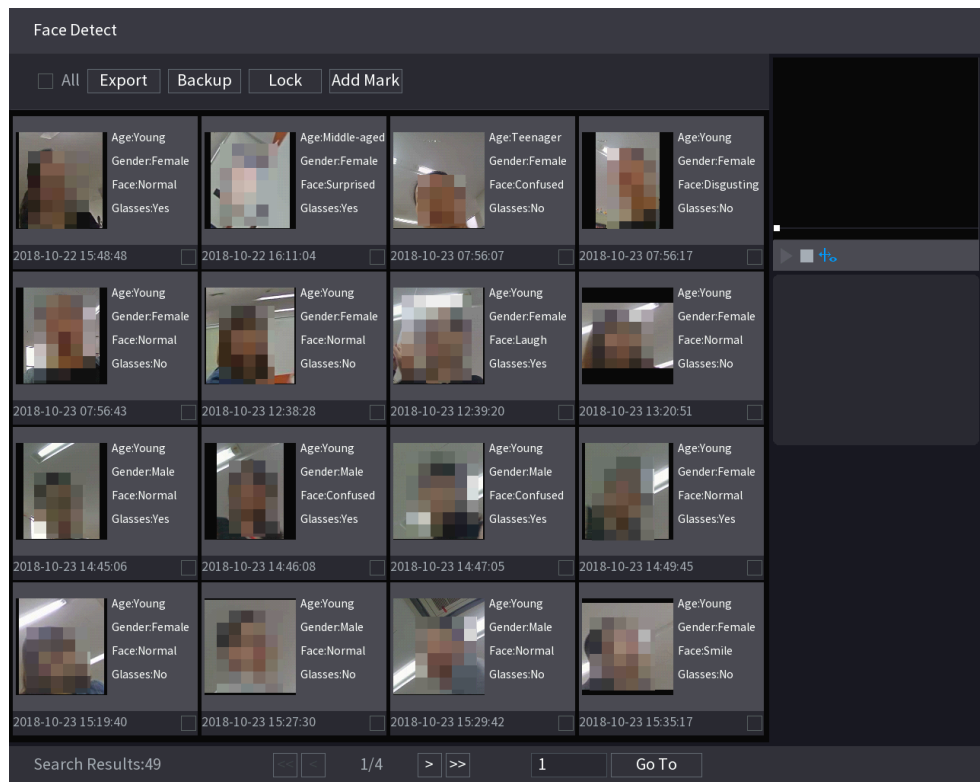 Face Detect
All Export Backup Lock Add Mark
Age:Young
Gender:Female
Face:Normal
Glasses:Yes
2018-10-22 15:48:48
Age:Middle-aged
Gender:Female
Face:Surprised
Glasses:Yes
2018-10-22 16:11:04
Age:Teenager
Gender:Female
Face:Confused
Glasses:No
2018-10-23 07:56:07
Age:Young
Gender:Female
Face:Disgusting
Glasses:No
2018-10-23 07:56:17
Age:Young
Gender:Female
Face:Normal
Glasses:No
2018-10-23 07:56:43
Age:Young
Gender:Female
Face:Normal
Glasses:No
2018-10-23 12:38:28
Age:Young
Gender:Female
Face:Laugh
Glasses:Yes
2018-10-23 12:39:20
Age:Young
Gender:Female
Face:Normal
Glasses:No
2018-10-23 13:20:51
Age:Young
Gender:Male
Face:Normal
Glasses:Yes
2018-10-23 14:45:06
Age:Young
Gender:Male
Face:Confused
Glasses:Yes
2018-10-23 14:46:08
Age:Young
Gender:Male
Face:Confused
Glasses:Yes
2018-10-23 14:47:05
Age:Young
Gender:Female
Face:Normal
Glasses:Yes
2018-10-23 14:49:45
Age:Young
Gender:Female
Face:Normal
Glasses:No
2018-10-23 15:19:40
Age:Young
Gender:Male
Face:Normal
Glasses:No
2018-10-23 15:27:30
Age:Young
Gender:Male
Face:Normal
Glasses:No
2018-10-23 15:29:42
Age:Young
Gender:Female
Face:Smile
Glasses:No
2018-10-23 15:35:17
Search Results:49 << < 1/4 > >> 1 Go To